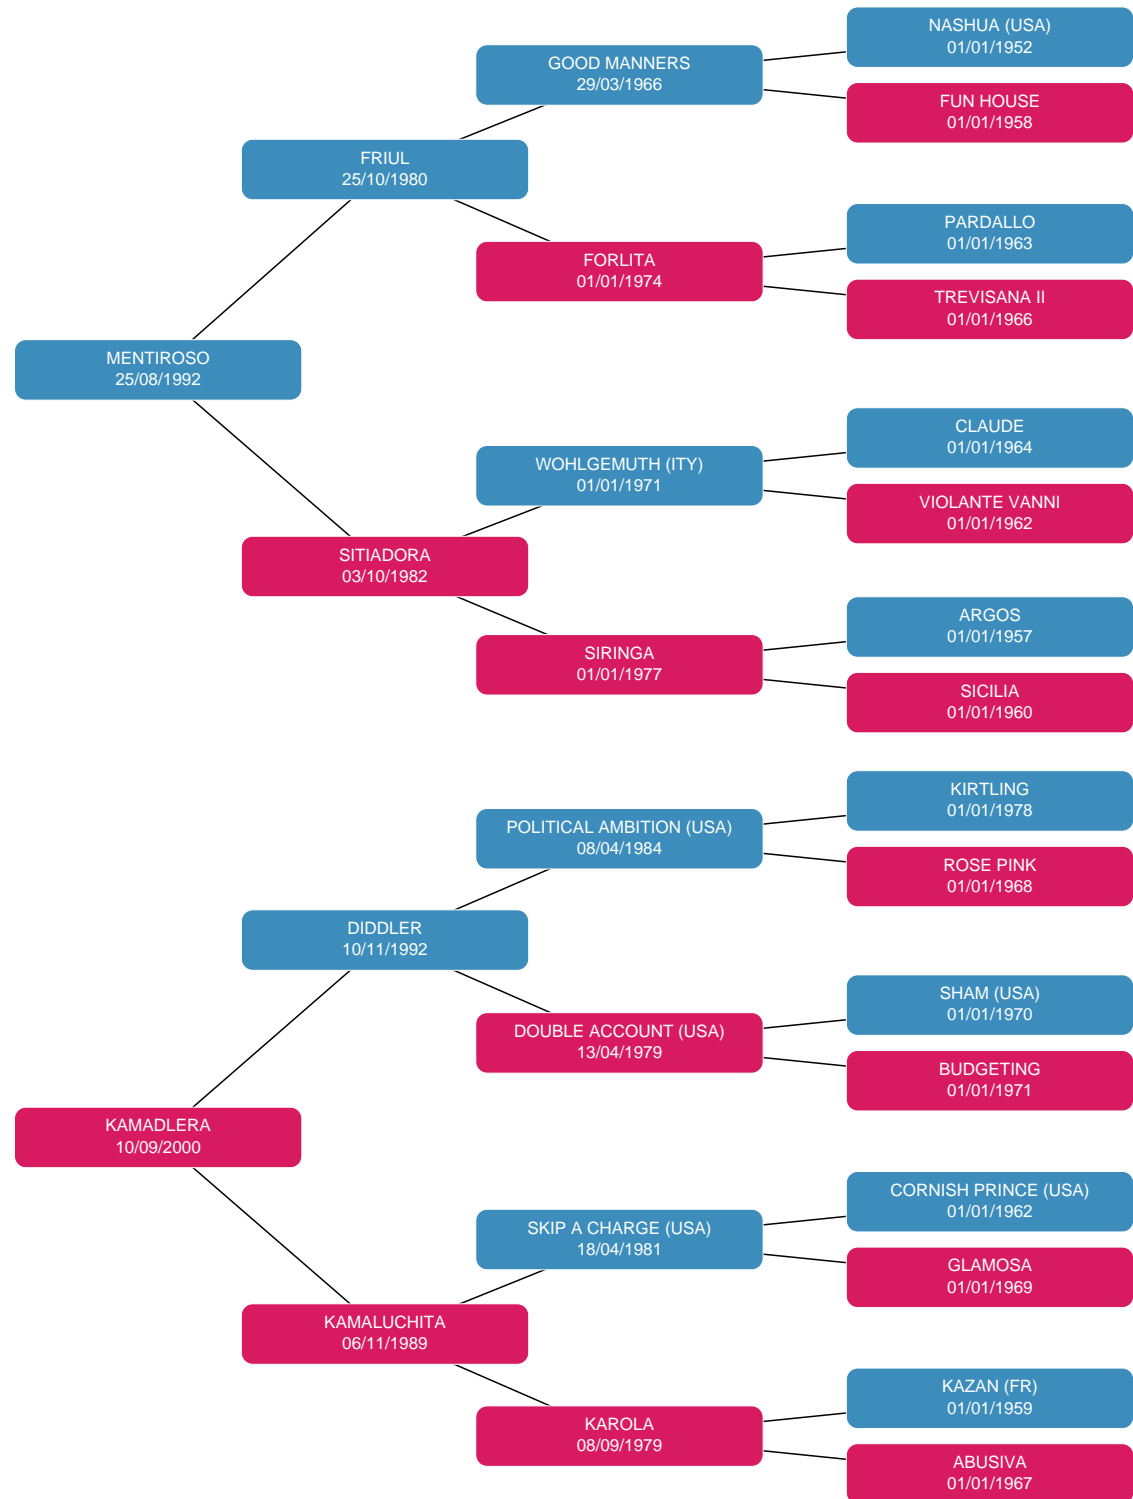 NASHUA (USA)
01/01/1952
GOOD MANNERS
29/03/1966
FUN HOUSE
01/01/1958
FRIUL
25/10/1980
PARDALLO
01/01/1963
FORLITA
01/01/1974
TREVISANA II
01/01/1966
MENTIROSO
25/08/1992
CLAUDE
01/01/1964
WOHLGEMUTH (ITY)
01/01/1971
VIOLANTE VANNI
01/01/1962
SITIADORA
03/10/1982
ARGOS
01/01/1957
SIRINGA
01/01/1977
SICILIA
01/01/1960
KIRTLING
01/01/1978
POLITICAL AMBITION (USA)
08/04/1984
ROSE PINK
01/01/1968
DIDDLER
10/11/1992
SHAM (USA)
01/01/1970
DOUBLE ACCOUNT (USA)
13/04/1979
BUDGETING
01/01/1971
KAMADLERA
10/09/2000
CORNISH PRINCE (USA)
01/01/1962
SKIP A CHARGE (USA)
18/04/1981
GLAMOSA
01/01/1969
KAMALUCHITA
06/11/1989
KAZAN (FR)
01/01/1959
KAROLA
08/09/1979
ABUSIVA
01/01/1967